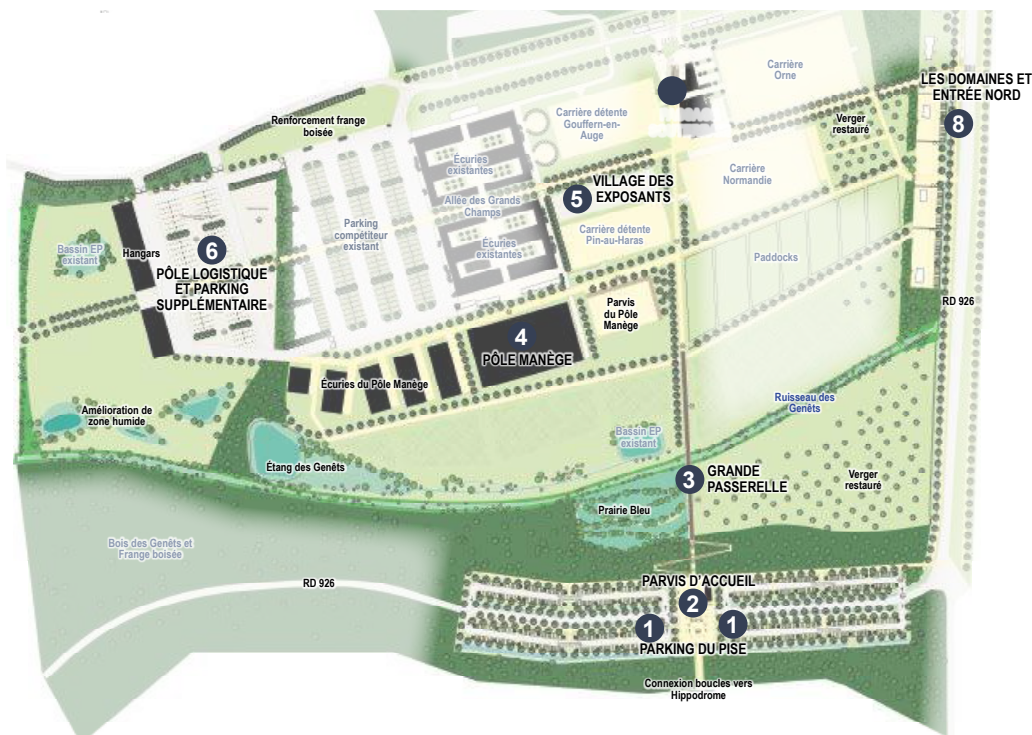 Carrière
Orne
LES DOMAINES ET
ENTRÉE NORD
8
Renforcement frange
boisée
Carrière détente
Gouffern-en-
Auge
Verger
restauré
Écuries
existantes
Allée des Grands
Champs
5
VILLAGE DES
EXPOSANTS
Carrière
Normandie
Parking
compétiteur
existant
Écuries
existantes
Carrière détente
Pin-au-Haras
Bassin EP
existant
Hangars
6
PÔLE LOGISTIQUE
ET PARKING
SUPPLÉMENTAIRE
Paddocks
RD 926
Parvis
du Pôle
Manège
4
PÔLE MANÈGE
Écuries du Pôle Manège
Ruisseau des
Genêts
Amélioration de
zone humide
Bassin EP
existant
Étang des Genêts
3
GRANDE
PASSERELLE
Verger
restauré
Prairie Bleu
Bois des Genêts et
Frange boisée
RD 926
PARVIS D'ACCUEIL
2
1
1
PARKING DU PISE
Connexion boucles vers
Hippodrome